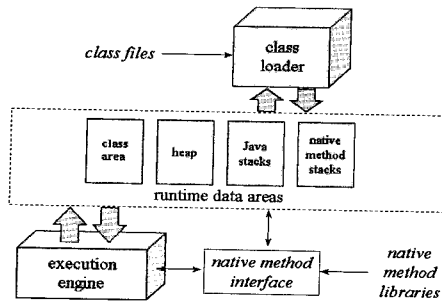 class files
class
loader
class
area
heap
Java
stacks
native
method
stacks
runtime data areas
execution
engine
native method
interface
native
method
libraries